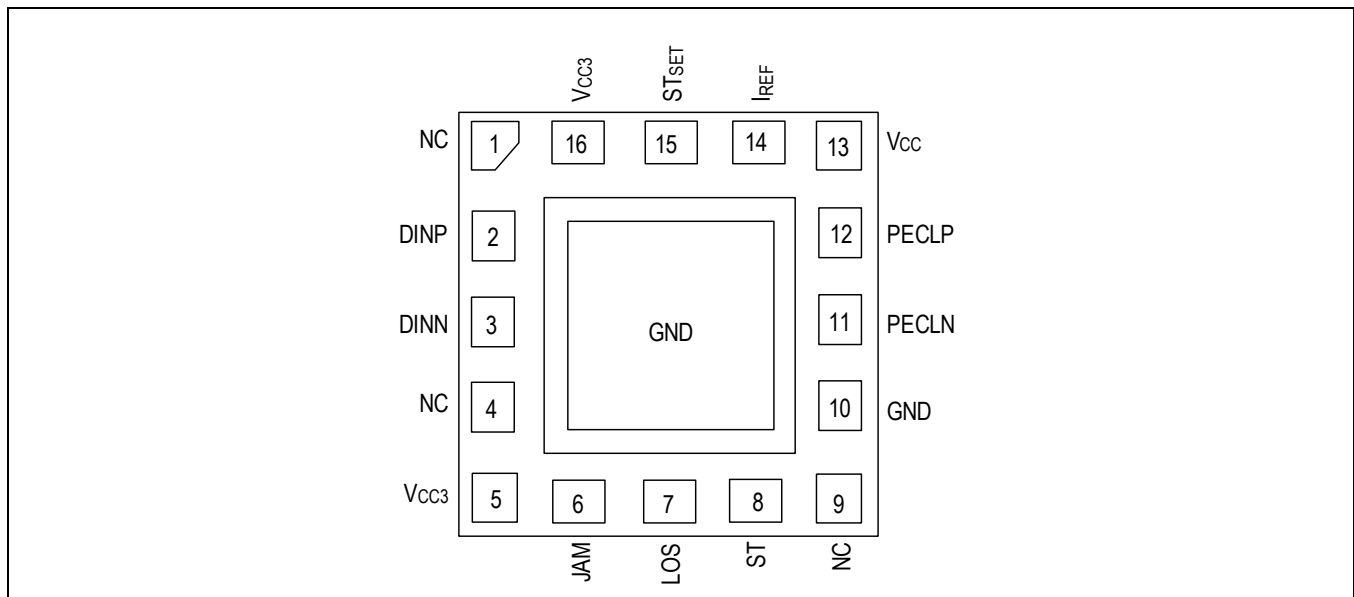 VCC3
STSET
IREF
NC 1 16 15 14 13 VCC
DINP 2 12 PECLP
DINN 3 GND 11 PECLN
NC 4 10 GND
VCC3 5 6 7 8 9
JAM
LOS
ST
NC